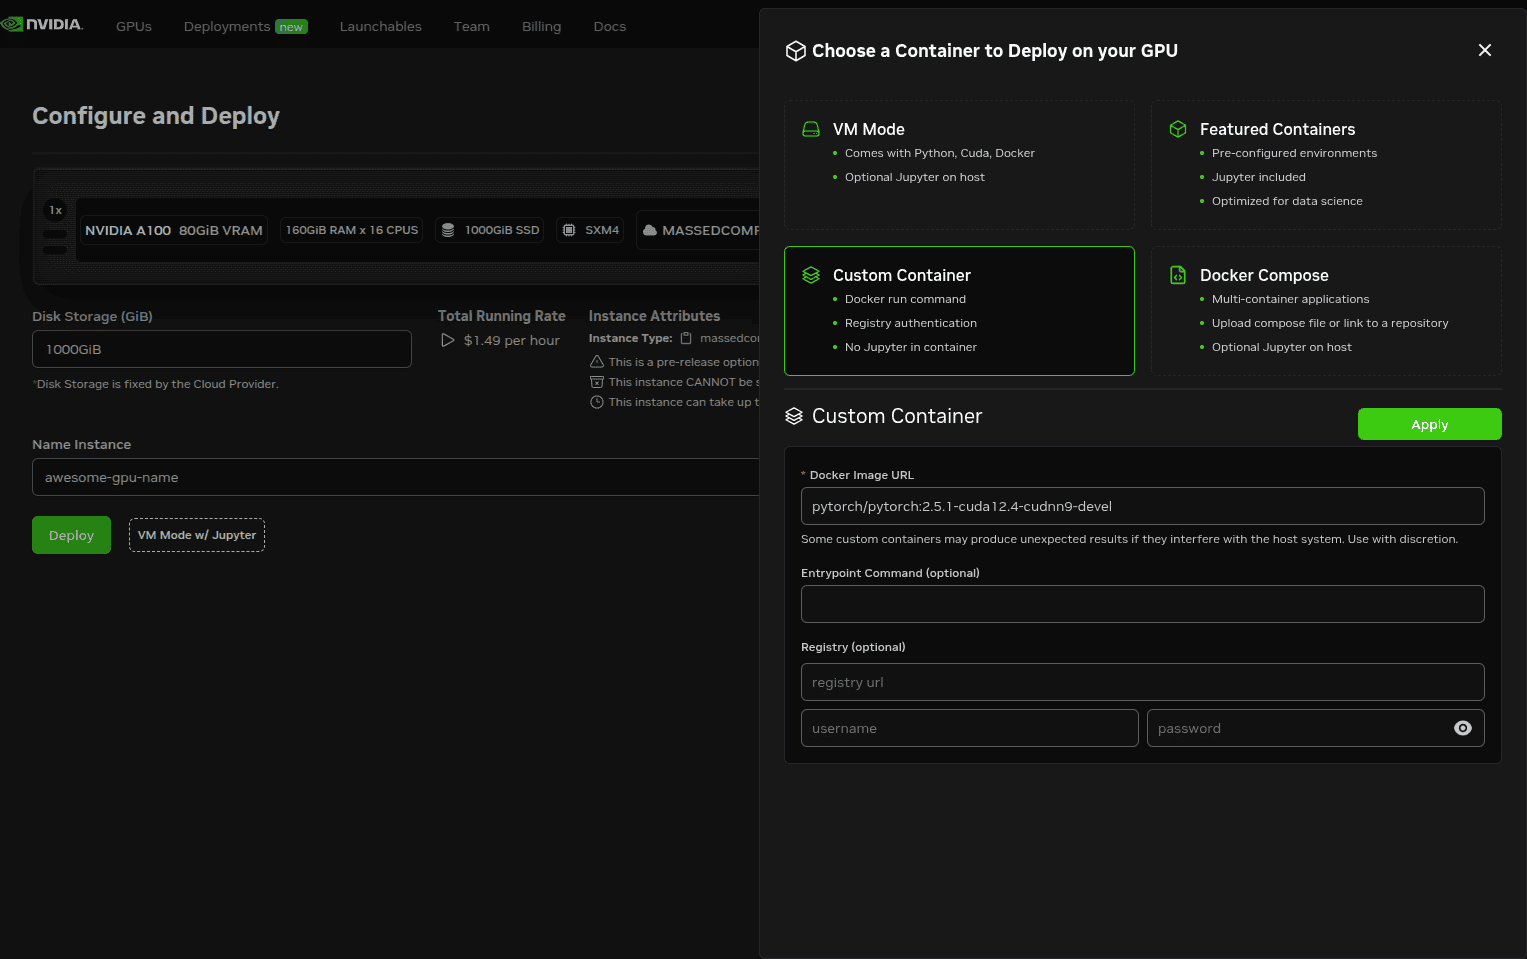 NVIDIA.
GPUs
Deployments new
Launchables
Team
Billing
Docs
Configure and Deploy
1x
NVIDIA A100 80GiB VRAM
160GiB RAM x 16 CPUS
1000GiB SSD
SXM4
MASSEDCOMP
Disk Storage (GiB)
1000GiB
*Disk Storage is fixed by the Cloud Provider.
Total Running Rate
$1.49 per hour
Instance Attributes
Instance Type: massedcom
This is a pre-release option
This instance CANNOT be s
This instance can take up t
Name Instance
awesome-gpu-name
Deploy
VM Mode w/ Jupyter
Choose a Container to Deploy on your GPU
VM Mode
Comes with Python, Cuda, Docker
Optional Jupyter on host
Featured Containers
Pre-configured environments
Jupyter included
Optimized for data science
Custom Container
Docker run command
Registry authentication
No Jupyter in container
Docker Compose
Multi-container applications
Upload compose file or link to a repository
Optional Jupyter on host
Custom Container
Apply
* Docker Image URL
pytorch/pytorch:2.5.1-cuda12.4-cudnn9-devel
Some custom containers may produce unexpected results if they interfere with the host system. Use with discretion.
Entrypoint Command (optional)
Registry (optional)
registry url
username
password